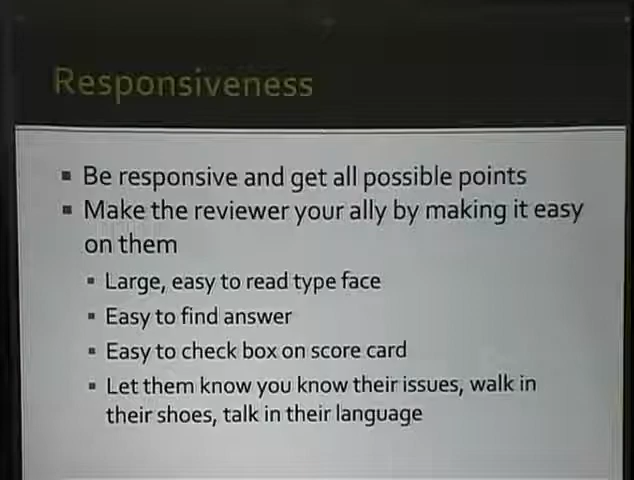 Responsiveness
Be responsive and get all possible points
Make the reviewer your ally by making it easy
on them
Large, easy to read type face
Easy to find answer
Easy to check box on score card
Let them know you know their issues, walk in
their shoes, talk in their language